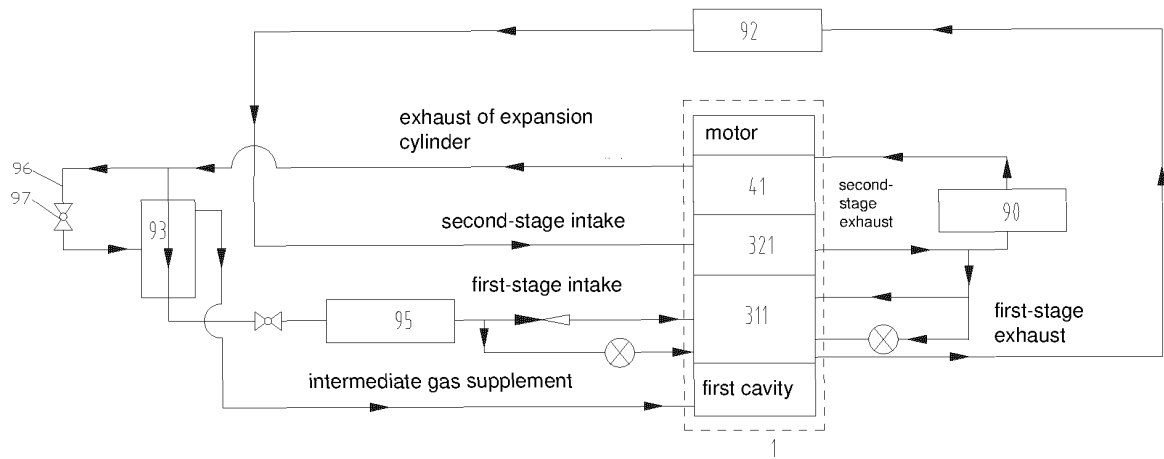 92
exhaust of expansion
cylinder
motor
96
97
41
second-
stage
exhaust
90
93
second-stage intake
321
first-stage intake
95
311
first-stage
exhaust
intermediate gas supplement
first cavity
1